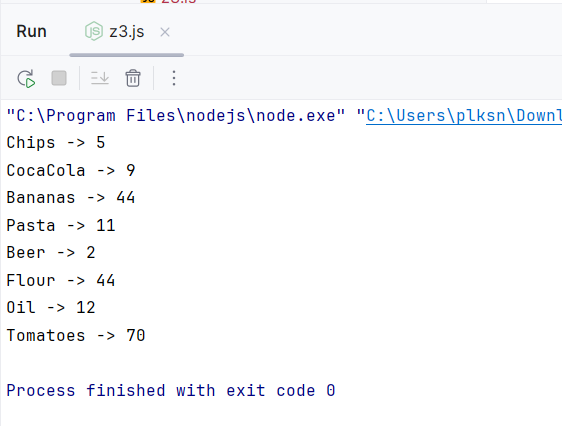 Run z3.js
"C:\Program Files\nodejs\node.exe" "C:\Users\plksn\Downl
Chips -> 5
CocaCola -> 9
Bananas -> 44
Pasta -> 11
Beer -> 2
Flour -> 44
Oil -> 12
Tomatoes -> 70
Process finished with exit code 0